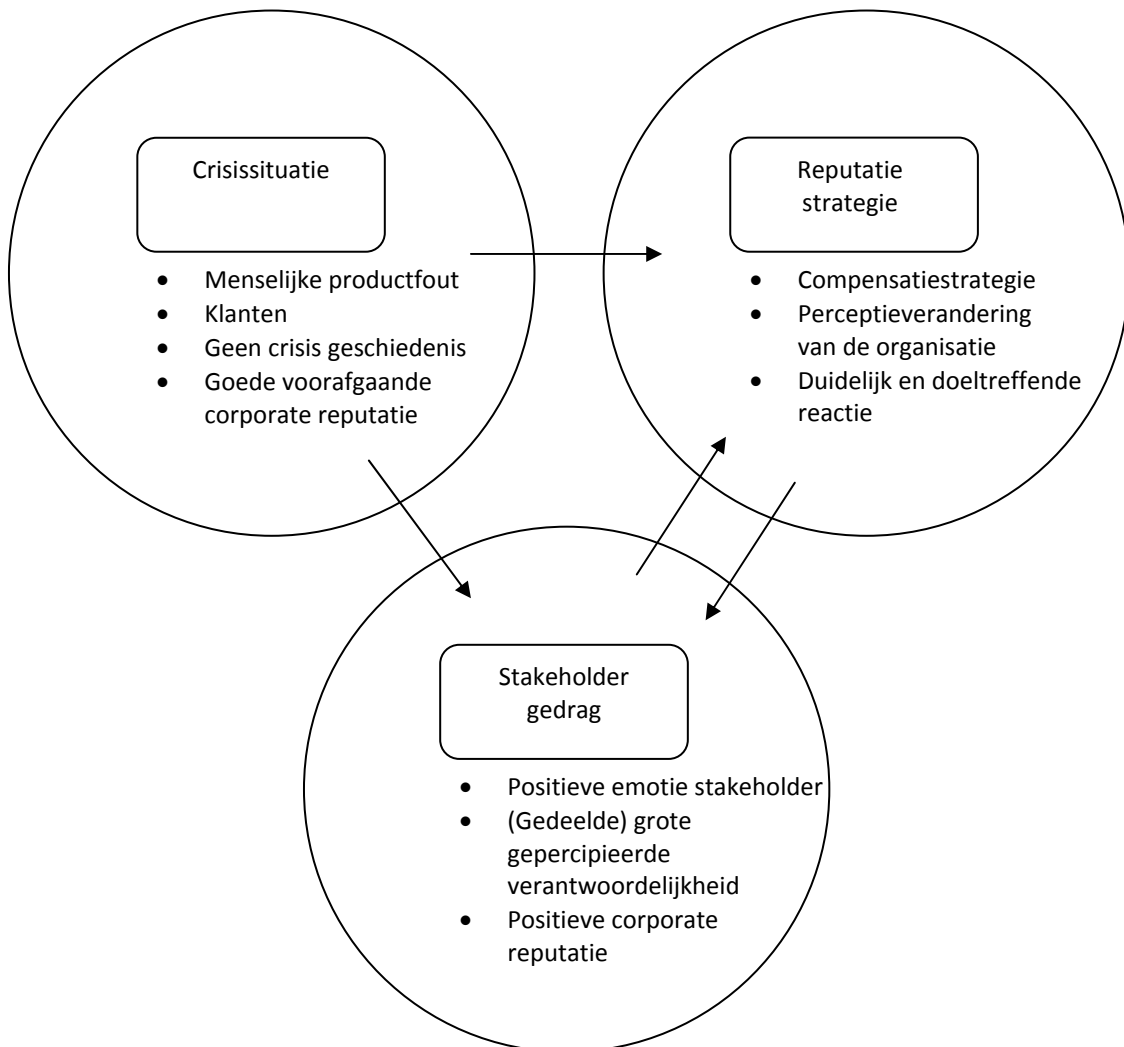 Crisissituatie
• Menselijke productfout
• Klanten
• Geen crisis geschiedenis
• Goede voorafgaande
corporate reputatie
Reputatie
strategie
• Compensatiestrategie
• Perceptieverandering
van de organisatie
• Duidelijk en doeltreffende
reactie
Stakeholder
gedrag
• Positieve emotie stakeholder
• (Gedeelde) grote
gepercipieerde
verantwoordelijkheid
• Positieve corporate
reputatie